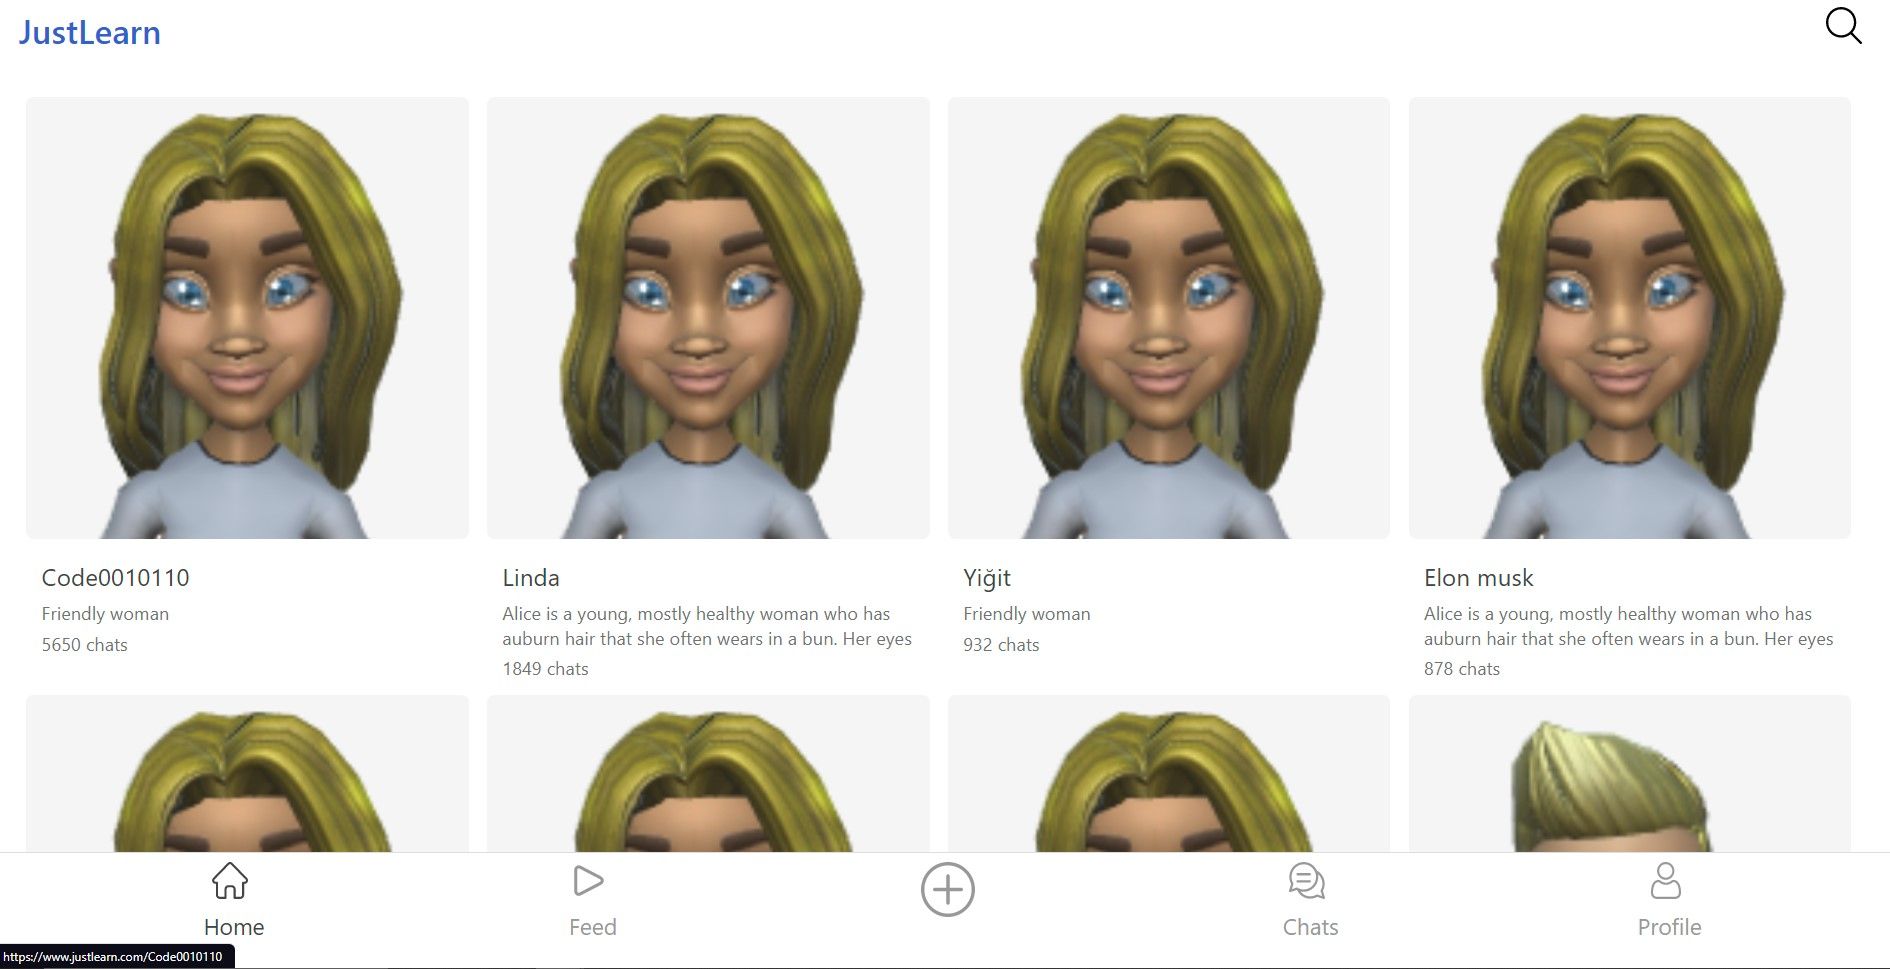 JustLearn
Code0010110
Friendly woman
5650 chats
Linda
Alice is a young, mostly healthy woman who has
auburn hair that she often wears in a bun. Her eyes
1849 chats
Yiğit
Friendly woman
932 chats
Elon musk
Alice is a young, mostly healthy woman who has
auburn hair that she often wears in a bun. Her eyes
878 chats
Home
Feed
Chats
Profile
https://www.justlearn.com/Code0010110